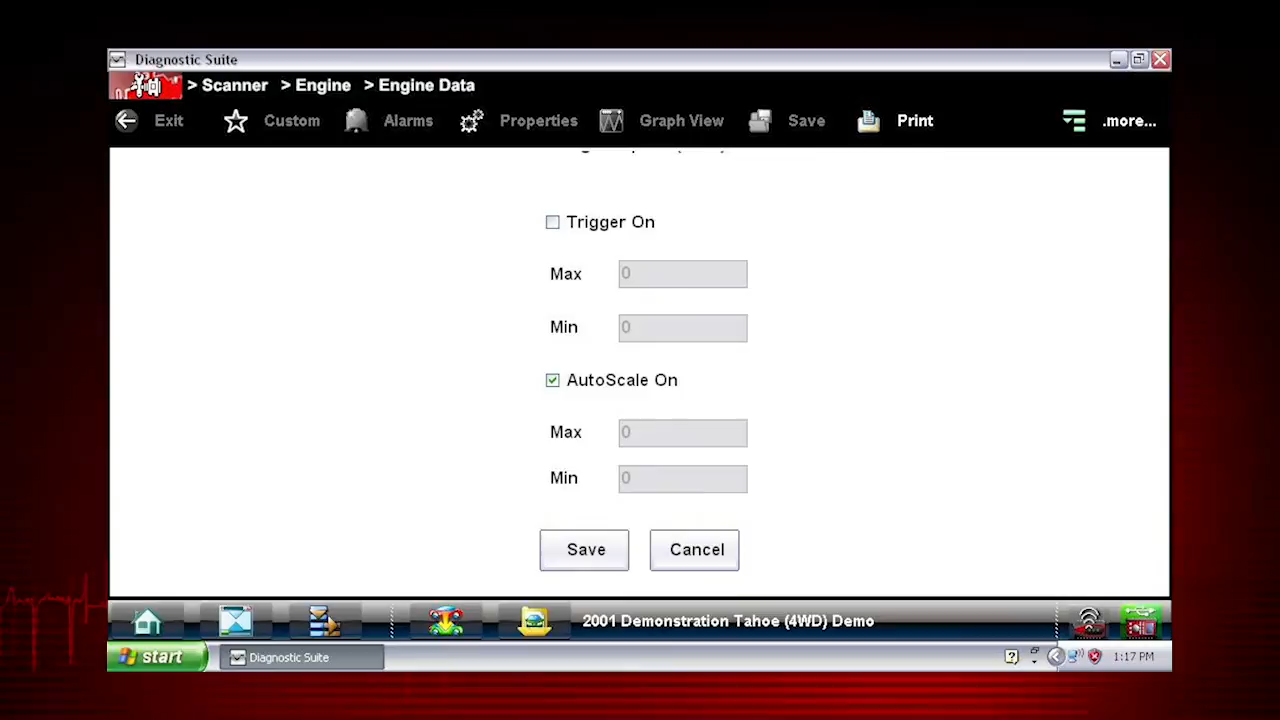 Diagnostic Suite
> Scanner > Engine > Engine Data
Exit Custom Alarms Properties Graph View Save Print .more...
Trigger On
Max 0
Min 0
AutoScale On
Max 0
Min 0
Save Cancel
2001 Demonstration Tahoe (4WD) Demo
start Diagnostic Suite 1:17 PM